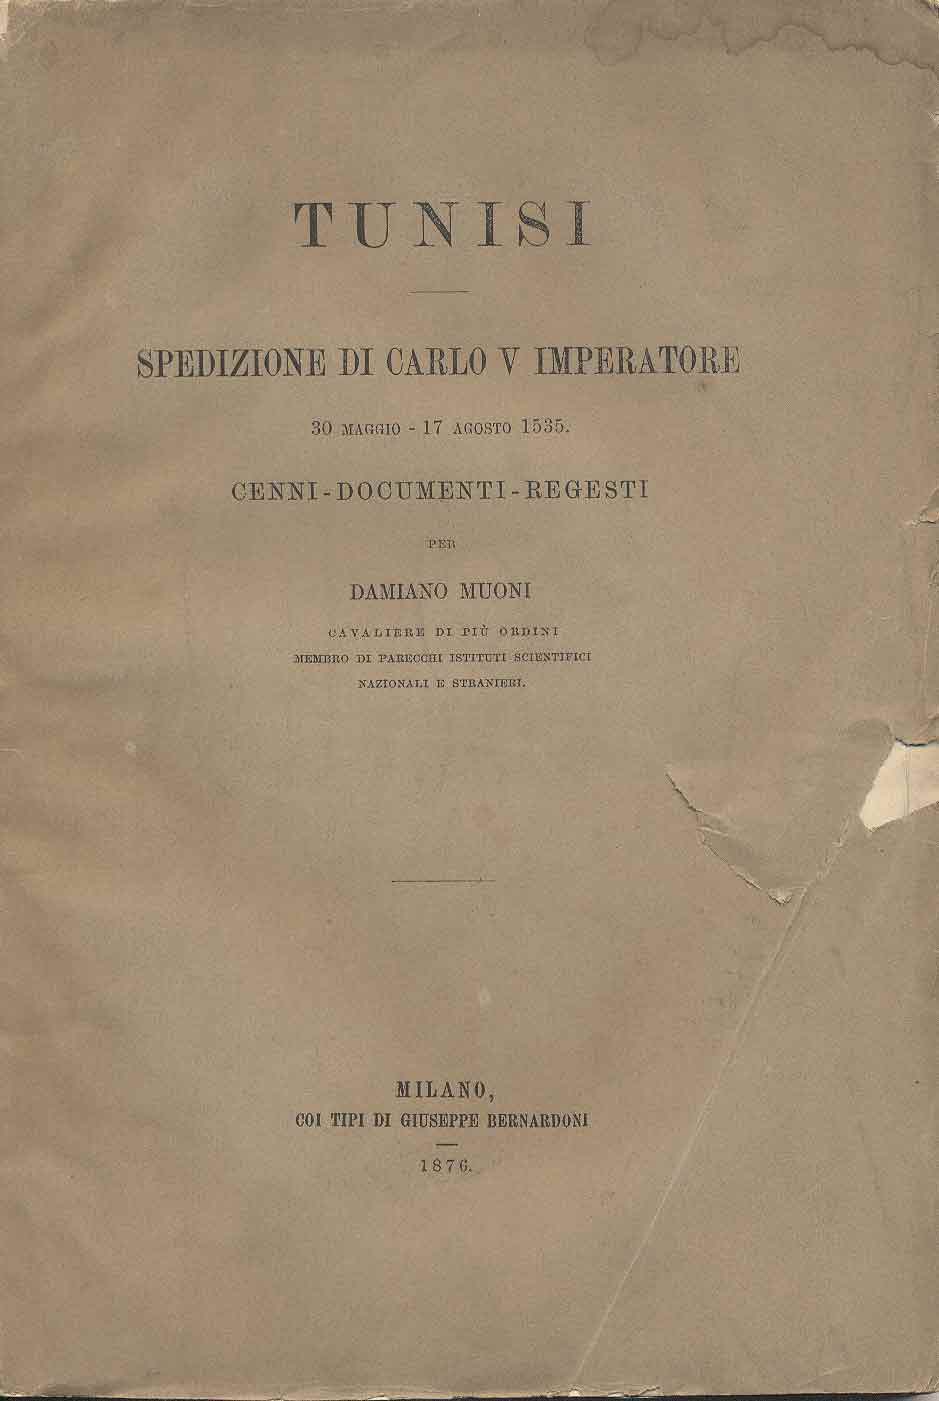 TUNISI
SPEDIZIONE DI CARLO V IMPERATORE
30 MAGGIO - 17 AGOSTO 1535.
CENNI - DOCUMENTI - REGESTI
PER
DAMIANO MUONI
CAVALIERE DI PIÙ ORDINI
MEMBRO DI PARECCHI ISTITUTI SCIENTIFICI
NAZIONALI E STRANIERI.
MILANO,
COI TIPI DI GIUSEPPE BERNARDONI
1876.